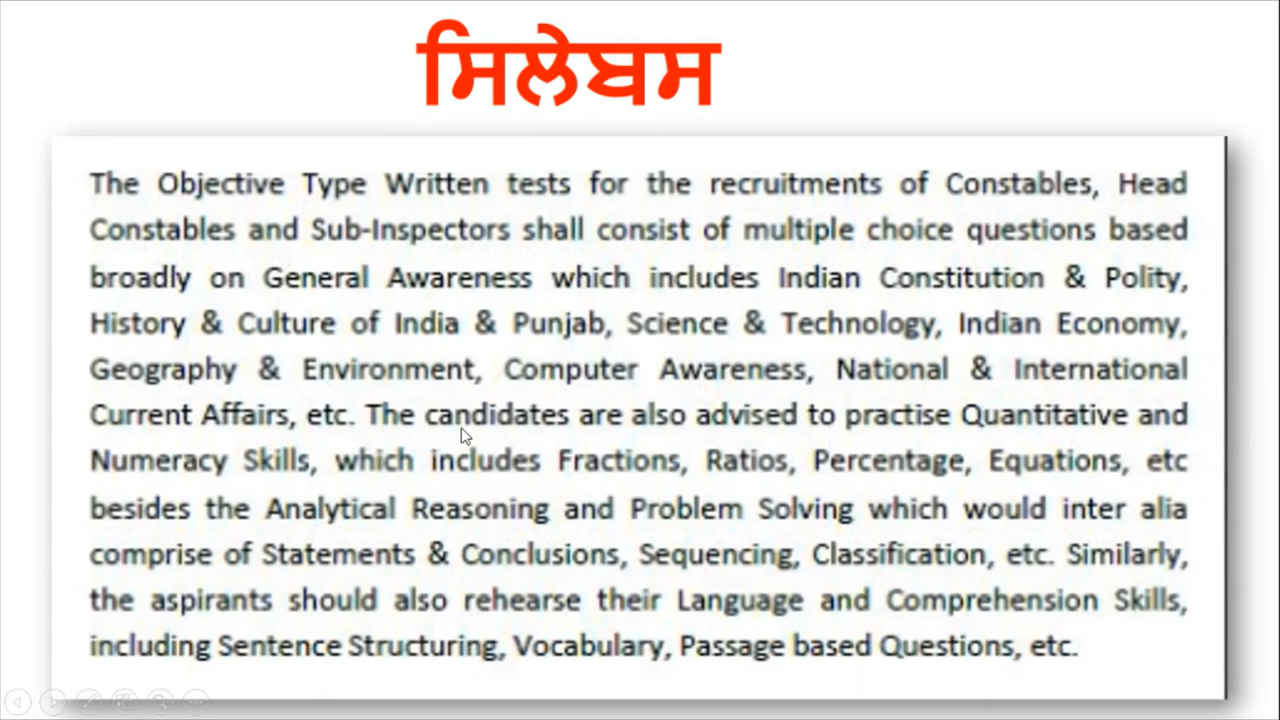 ਸਿਲੇਬਸ
The Objective Type Written tests for the recruitments of Constables, Head
Constables and Sub-Inspectors shall consist of multiple choice questions based
broadly on General Awareness which includes Indian Constitution & Polity,
History & Culture of India & Punjab, Science & Technology, Indian Economy,
Geography & Environment, Computer Awareness, National & International
Current Affairs, etc. The candidates are also advised to practise Quantitative and
Numeracy Skills, which includes Fractions, Ratios, Percentage, Equations, etc
besides the Analytical Reasoning and Problem Solving which would inter alia
comprise of Statements & Conclusions, Sequencing, Classification, etc. Similarly,
the aspirants should also rehearse their Language and Comprehension Skills,
including Sentence Structuring, Vocabulary, Passage based Questions, etc.